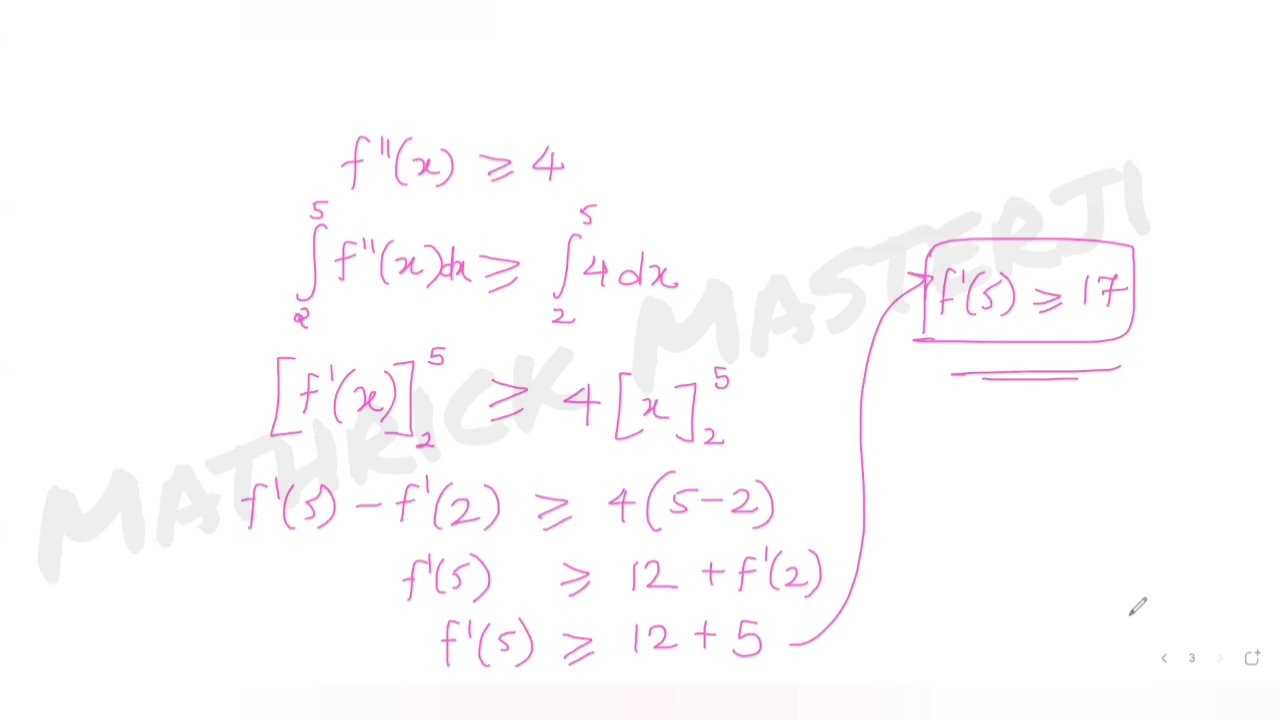 f''(x) ≥ 4
∫₂⁵ f''(x)dx ≥ ∫₂⁵ 4 dx
[f'(x)]₂⁵ ≥ 4[x]₂⁵
f'(5) - f'(2) ≥ 4(5-2)
f'(5) ≥ 12 + f'(2)
f'(5) ≥ 12 + 5
f'(5) ≥ 17
MATHRICK MASTERJI
< 3 >